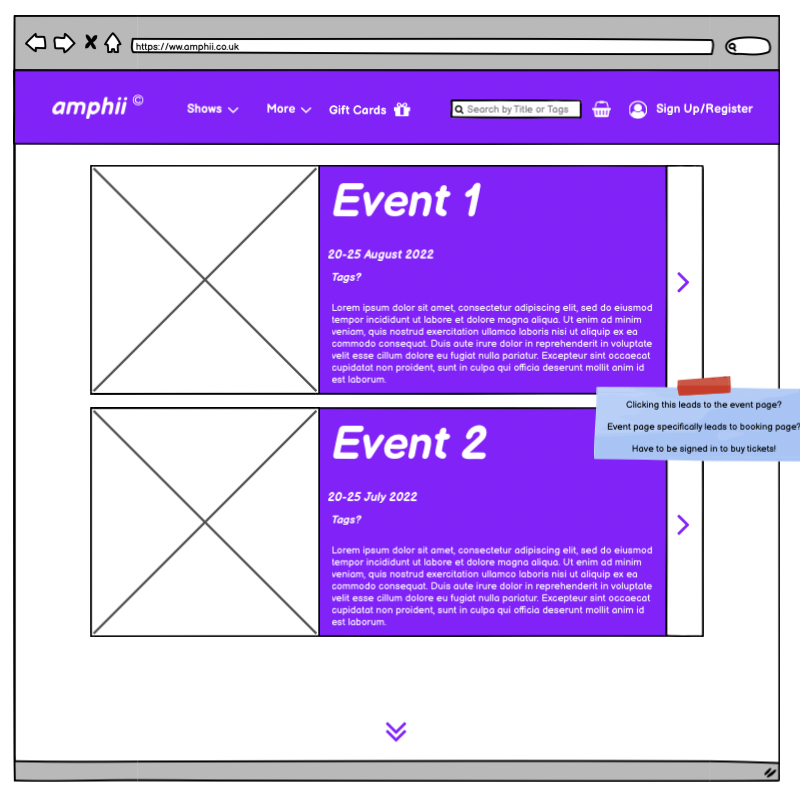 https://ww.amphii.co.uk
amphii ©
Shows
More
Gift Cards
Search by Title or Tags
Sign Up/Register
Event 1
20-25 August 2022
Tags?
Lorem ipsum dolor sit amet, consectetur adipiscing elit, sed do eiusmod
tempor incididunt ut labore et dolore magna aliqua. Ut enim ad minim
veniam, quis nostrud exercitation ullamco laboris nisi ut aliquip ex ea
commodo consequat. Duis aute irure dolor in reprehenderit in voluptate
velit esse cillum dolore eu fugiat nulla pariatur. Excepteur sint occaecat
cupidatat non proident, sunt in culpa qui officia deserunt mollit anim id
est laborum.
Clicking this leads to the event page?
Event page specifically leads to booking page?
Have to be signed in to buy tickets!
Event 2
20-25 July 2022
Tags?
Lorem ipsum dolor sit amet, consectetur adipiscing elit, sed do eiusmod
tempor incididunt ut labore et dolore magna aliqua. Ut enim ad minim
veniam, quis nostrud exercitation ullamco laboris nisi ut aliquip ex ea
commodo consequat. Duis aute irure dolor in reprehenderit in voluptate
velit esse cillum dolore eu fugiat nulla pariatur. Excepteur sint occaecat
cupidatat non proident, sunt in culpa qui officia deserunt mollit anim id
est laborum.